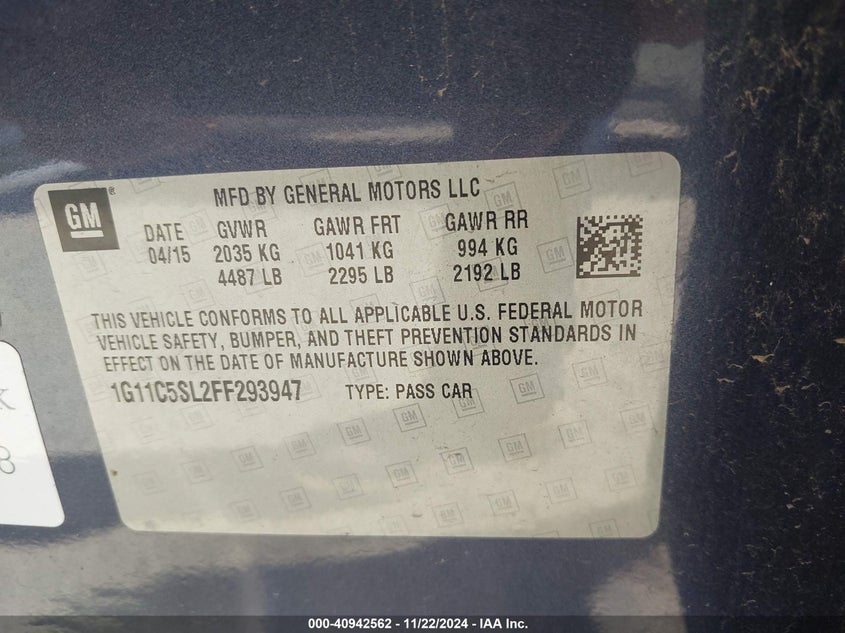 GM
®
MFD BY GENERAL MOTORS LLC
DATE GVWR GAWR FRT GAWR RR
04/15 2035 KG 1041 KG 994 KG
4487 LB 2295 LB 2192 LB
THIS VEHICLE CONFORMS TO ALL APPLICABLE U.S. FEDERAL MOTOR
VEHICLE SAFETY, BUMPER, AND THEFT PREVENTION STANDARDS IN
EFFECT ON THE DATE OF MANUFACTURE SHOWN ABOVE.
1G11C5SL2FF293947 TYPE: PASS CAR
8
000-40942562 - 11/22/2024 - IAA Inc.